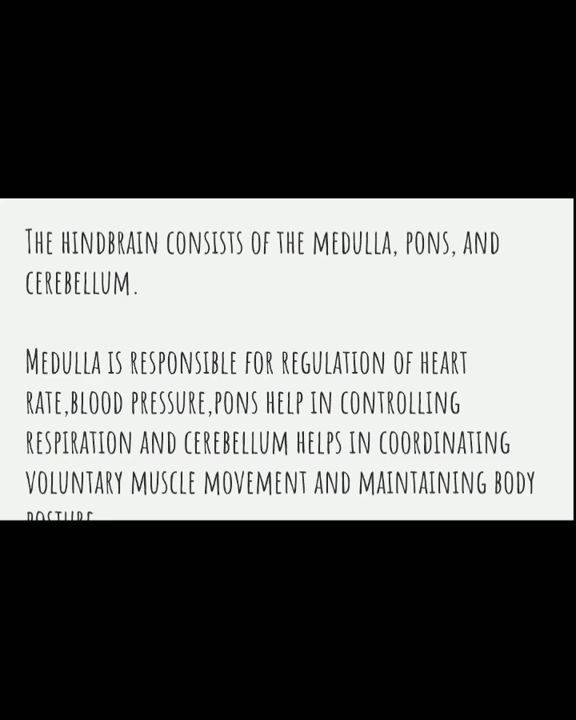 The hindbrain consists of the medulla, pons, and
cerebellum.
Medulla is responsible for regulation of heart
rate,blood pressure,pons help in controlling
respiration and cerebellum helps in coordinating
voluntary muscle movement and maintaining body
posture